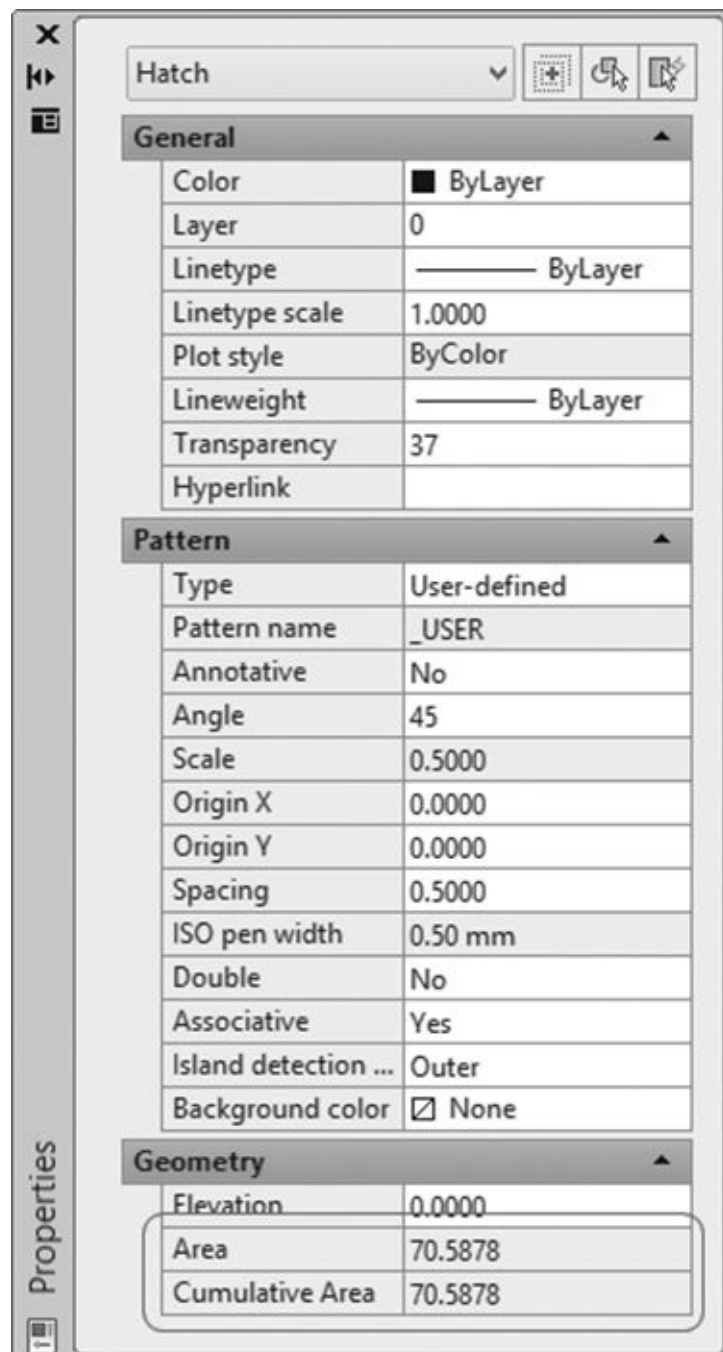 Hatch
General
Color ByLayer
Layer 0
Linetype ByLayer
Linetype scale 1.0000
Plot style ByColor
Lineweight ByLayer
Transparency 37
Hyperlink
Pattern
Type User-defined
Pattern name _USER
Annotative No
Angle 45
Scale 0.5000
Origin X 0.0000
Origin Y 0.0000
Spacing 0.5000
ISO pen width 0.50 mm
Double No
Associative Yes
Island detection ... Outer
Background color None
Geometry
Elevation 0.0000
Area 70.5878
Cumulative Area 70.5878
Properties